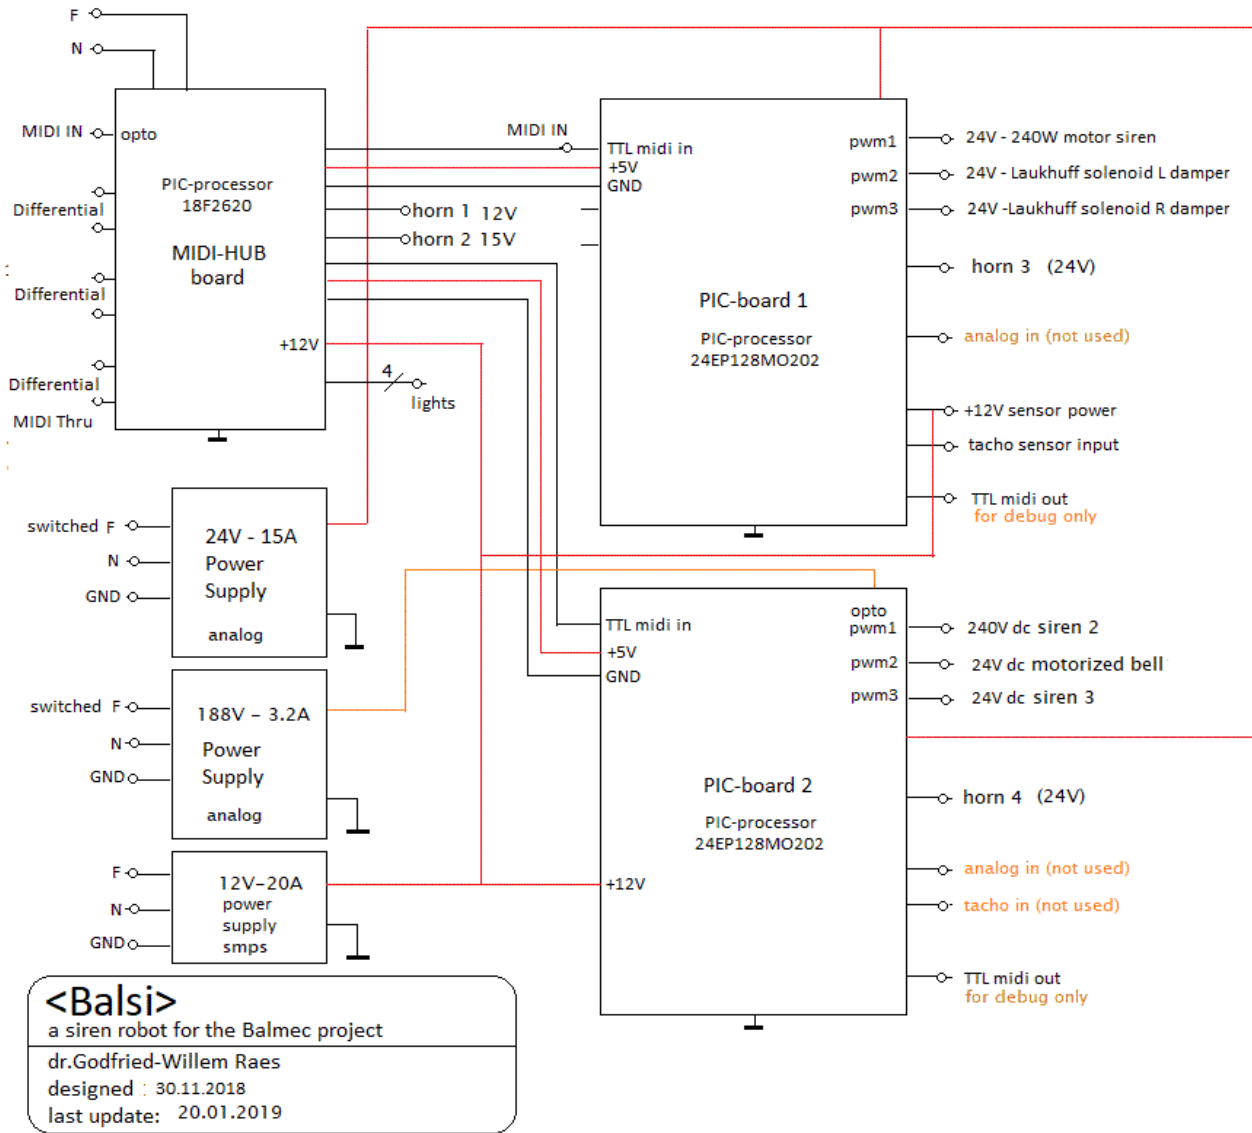 F
N
MIDI IN
opto
PIC-processor
18F2620
MIDI-HUB
board
+12V
Differential
Differential
Differential
MIDI Thru
MIDI IN
horn 1 12V
horn 2 15V
4
lights
TTL midi in
+5V
GND
PIC-board 1
PIC-processor
24EP128MO202
pwm1
pwm2
pwm3
24V - 240W motor siren
24V - Laukhuff solenoid L damper
24V -Laukhuff solenoid R damper
horn 3 (24V)
analog in (not used)
+12V sensor power
tacho sensor input
TTL midi out
for debug only
switched F
N
GND
24V - 15A
Power
Supply
analog
switched F
N
GND
188V – 3.2A
Power
Supply
analog
F
N
GND
12V–20A
power
supply
smps
TTL midi in
+5V
GND
+12V
PIC-board 2
PIC-processor
24EP128MO202
opto
pwm1
pwm2
pwm3
240V dc siren 2
24V dc motorized bell
24V dc siren 3
horn 4 (24V)
analog in (not used)
tacho in (not used)
TTL midi out
for debug only
<Balsi>
a siren robot for the Balmec project
dr.Godfried-Willem Raes
designed : 30.11.2018
last update: 20.01.2019